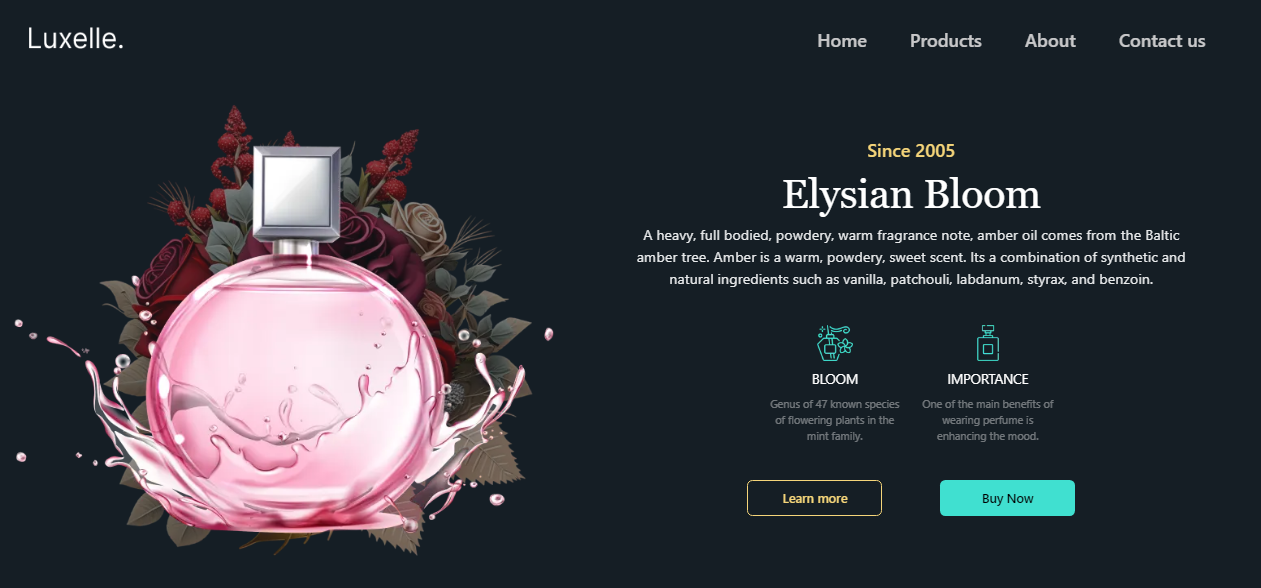 Luxelle.
Home Products About Contact us
Since 2005
Elysian Bloom
A heavy, full bodied, powdery, warm fragrance note, amber oil comes from the Baltic
amber tree. Amber is a warm, powdery, sweet scent. Its a combination of synthetic and
natural ingredients such as vanilla, patchouli, labdanum, styrax, and benzoin.
BLOOM
Genus of 47 known species
of flowering plants in the
mint family.
IMPORTANCE
One of the main benefits of
wearing perfume is
enhancing the mood.
Learn more
Buy Now